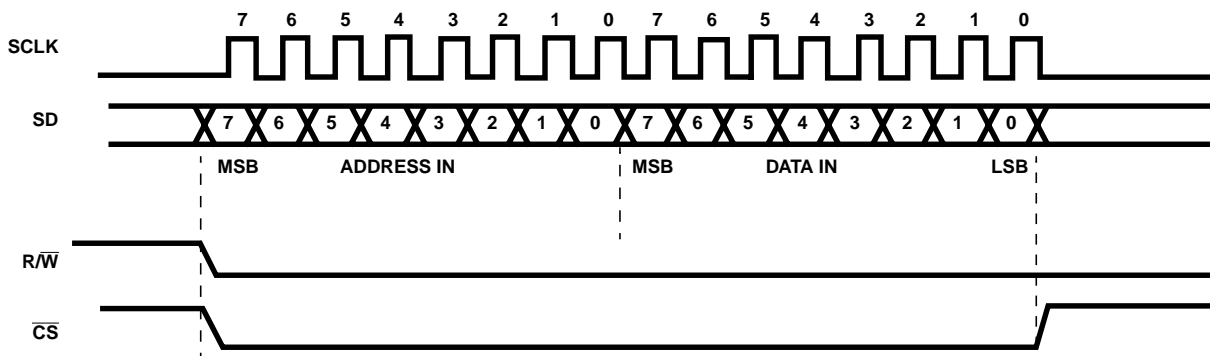 7 6 5 4 3 2 1 0 7 6 5 4 3 2 1 0
SCLK
SD 7 6 5 4 3 2 1 0 7 6 5 4 3 2 1 0
MSB ADDRESS IN MSB DATA IN LSB
R/W̅
C̅S̅